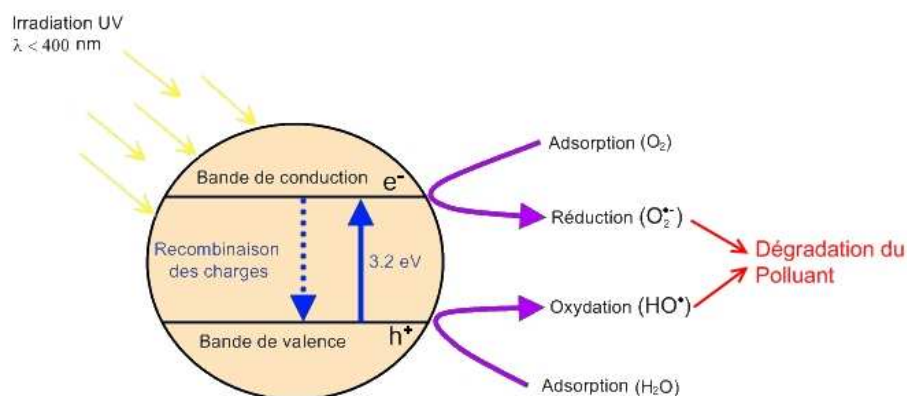 Irradiation UV
λ < 400 nm
Adsorption (O₂)
Bande de conduction e⁻
Réduction (O₂•⁻)
Recombinaison
des charges
3.2 eV
Dégradation du
Polluant
Oxydation (HO•)
Bande de valence h⁺
Adsorption (H₂O)